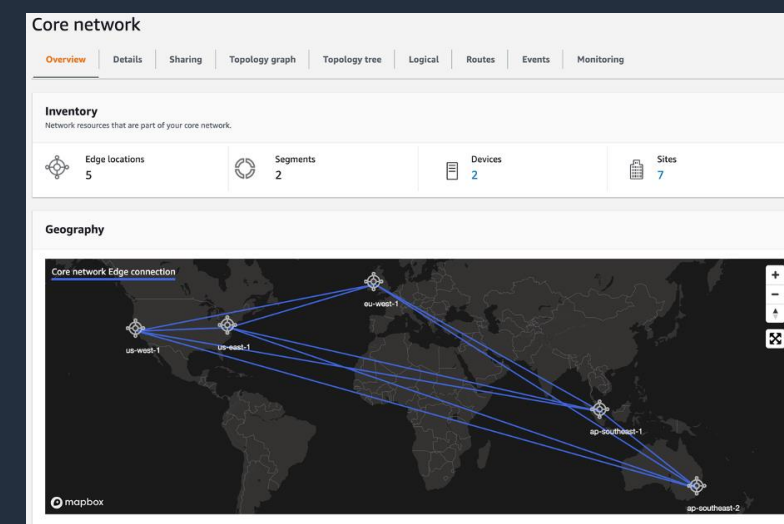 Core network
Overview Details Sharing Topology graph Topology tree Logical Routes Events Monitoring
Inventory
Network resources that are part of your core network.
Edge locations Segments Devices Sites
5 2 2 7
Geography
Core network Edge connection
eu-west-1
us-west-1 us-east-1
ap-southeast-1
mapbox
ap-southeast-2